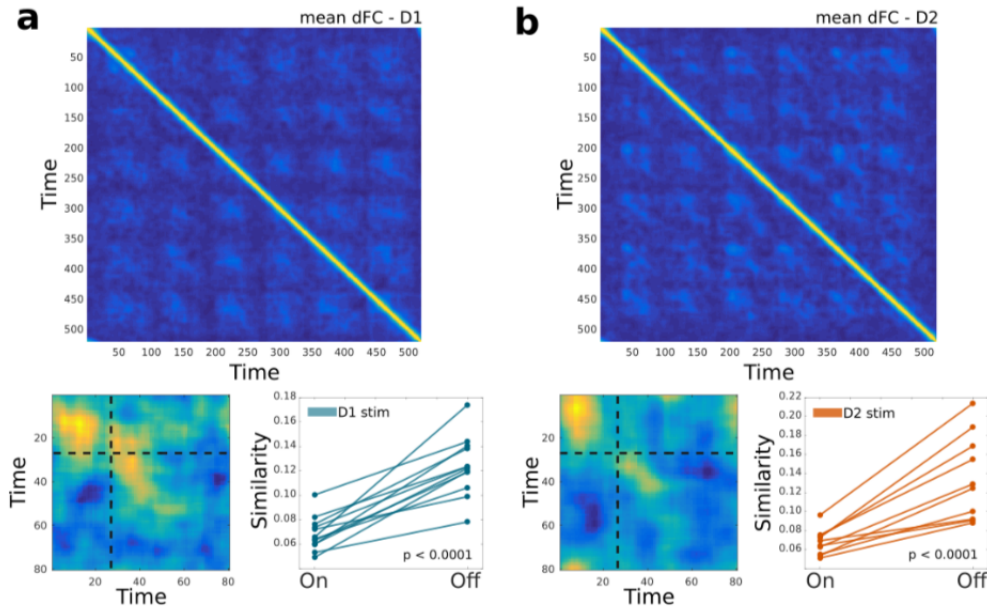 a
mean dFC - D1
50
100
150
200
250
300
350
400
450
500
Time
50 100 150 200 250 300 350 400 450 500
Time
b
mean dFC - D2
50
100
150
200
250
300
350
400
450
500
Time
50 100 150 200 250 300 350 400 450 500
Time
20
40
60
80
Time
20 40 60 80
Time
0.18
0.16
0.14
0.12
0.10
0.08
0.06
Similarity
D1 stim
p < 0.0001
On Off
20
40
60
80
Time
20 40 60 80
Time
0.22
0.20
0.18
0.16
0.14
0.12
0.10
0.08
0.06
Similarity
D2 stim
p < 0.0001
On Off